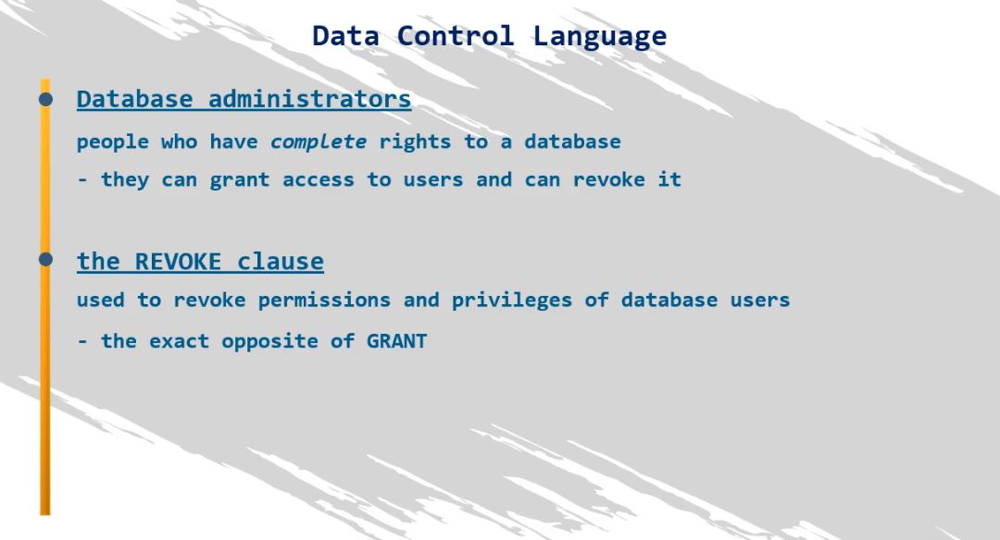 Data Control Language
Database administrators
people who have complete rights to a database
- they can grant access to users and can revoke it
the REVOKE clause
used to revoke permissions and privileges of database users
- the exact opposite of GRANT